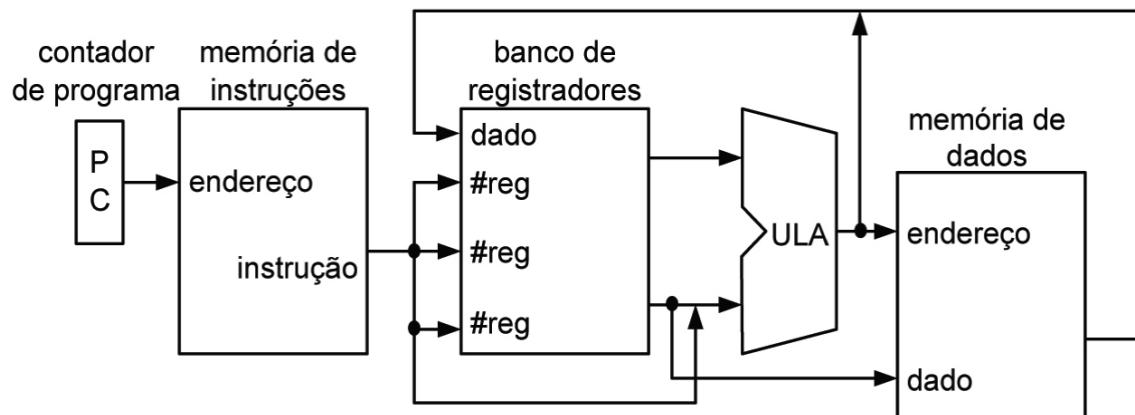 contador
de programa
memória de
instruções
banco de
registradores
memória de
dados
P
C
endereço
instrução
dado
#reg
#reg
#reg
ULA
endereço
dado